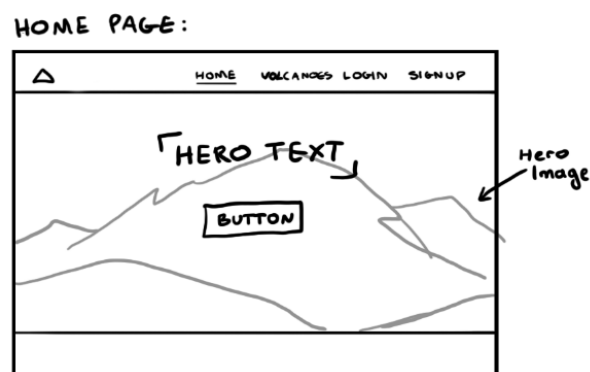 HOME PAGE:
HOME VOLCANOES LOGIN SIGNUP
HERO TEXT
Hero
Image
BUTTON